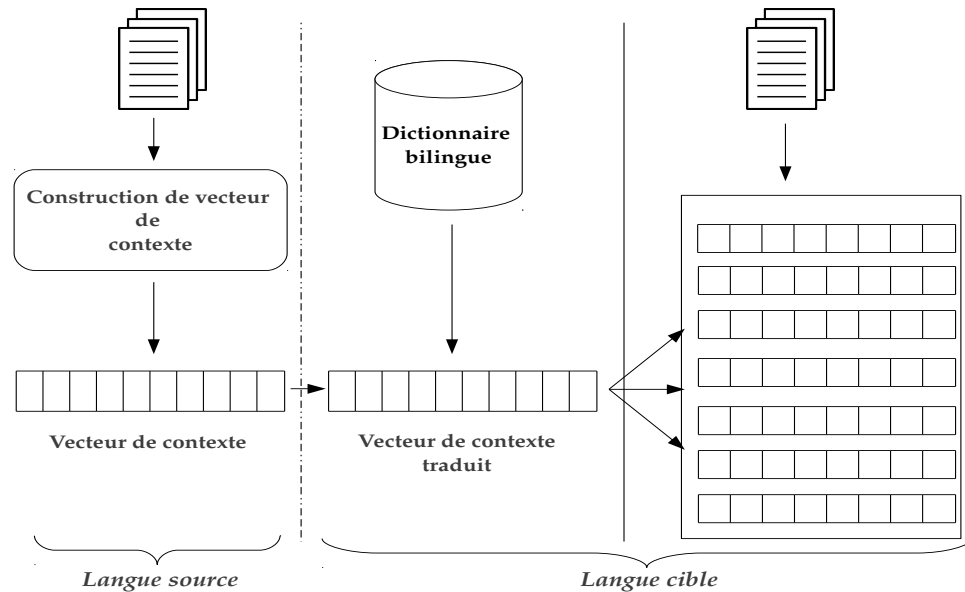 Dictionnaire
bilingue
Construction de vecteur
de
contexte
Vecteur de contexte
Vecteur de contexte
traduit
Langue source
Langue cible